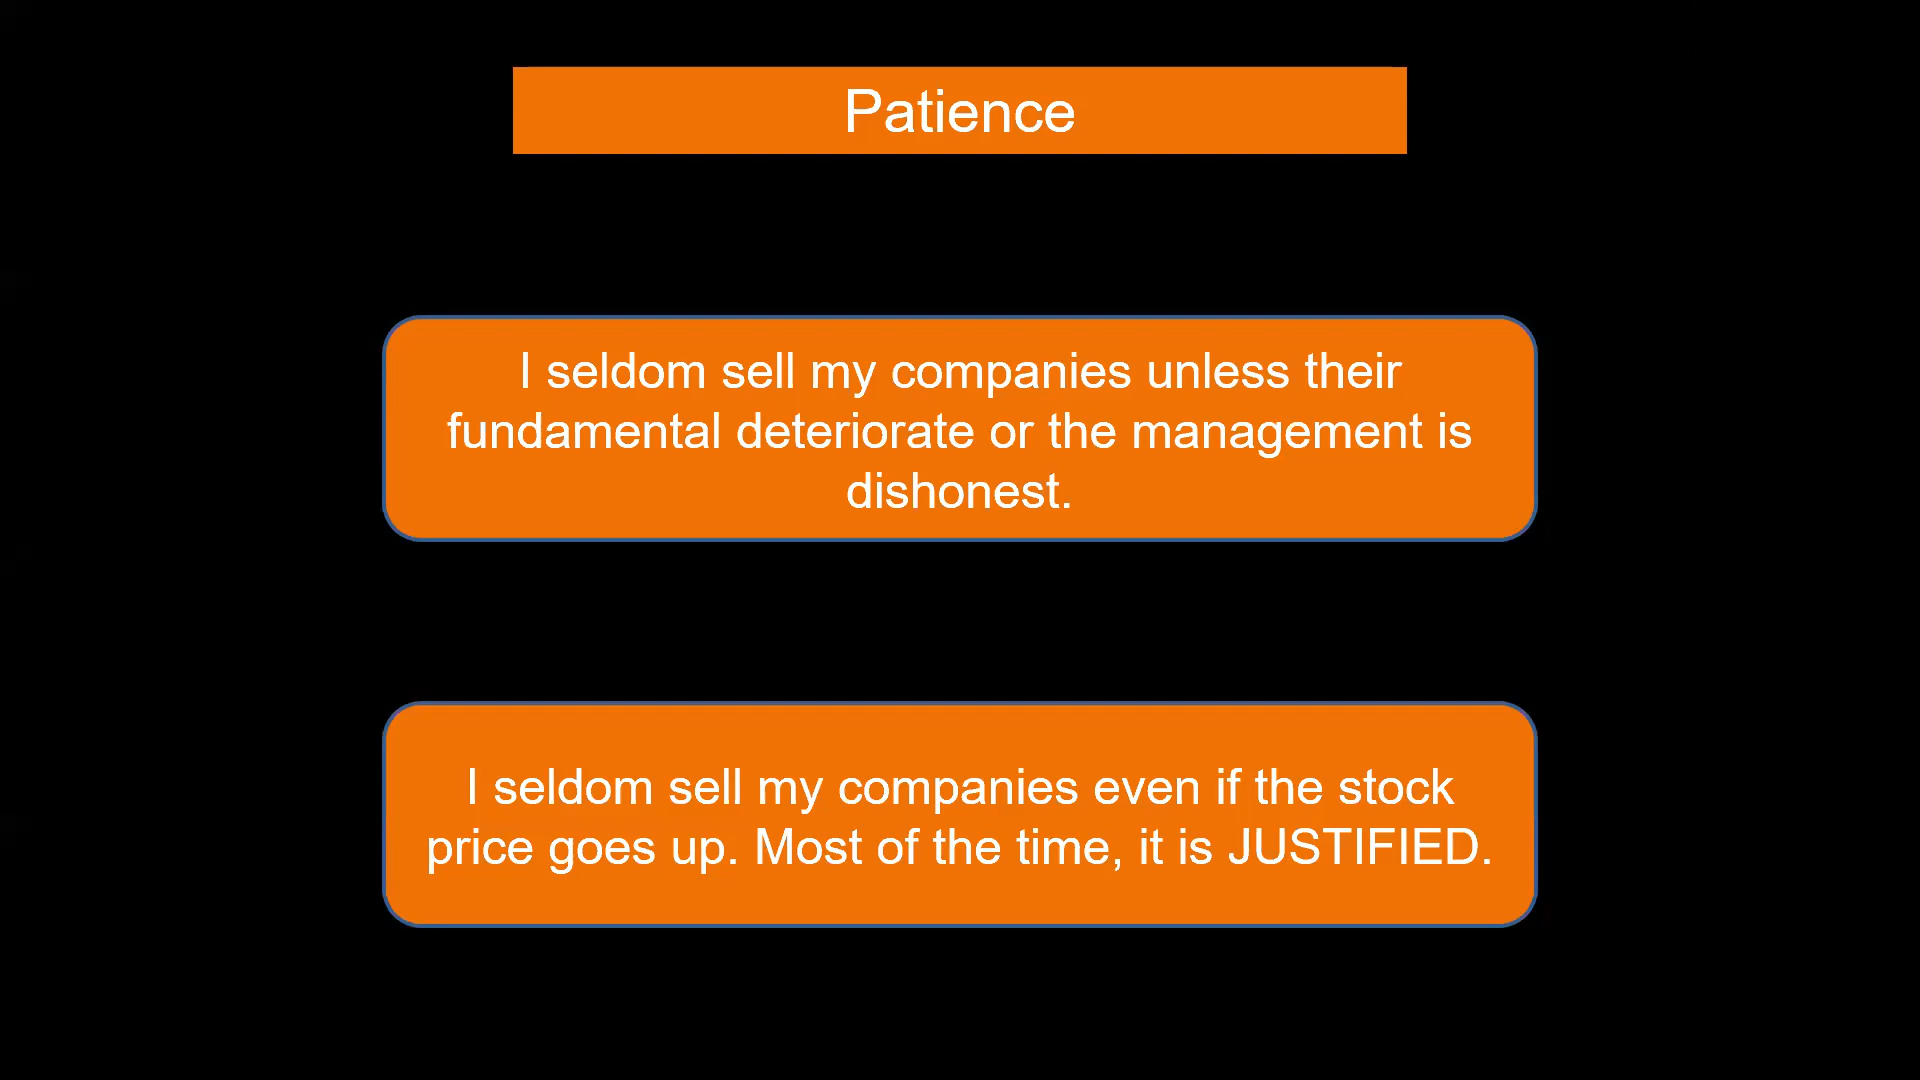 Patience
I seldom sell my companies unless their
fundamental deteriorate or the management is
dishonest.
I seldom sell my companies even if the stock
price goes up. Most of the time, it is JUSTIFIED.